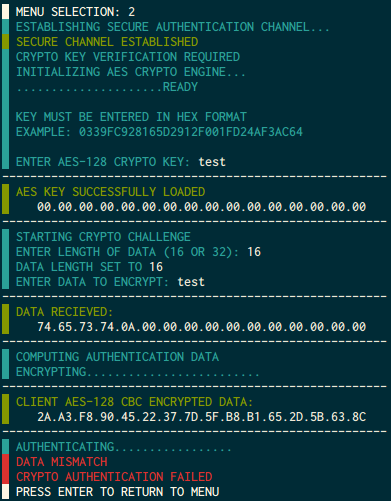 MENU SELECTION: 2
ESTABLISHING SECURE AUTHENTICATION CHANNEL...
SECURE CHANNEL ESTABLISHED
CRYPTO KEY VERIFICATION REQUIRED
INITIALIZING AES CRYPTO ENGINE...
.....................READY
KEY MUST BE ENTERED IN HEX FORMAT
EXAMPLE: 0339FC928165D2912F001FD24AF3AC64
ENTER AES-128 CRYPTO KEY: test
AES KEY SUCCESSFULLY LOADED
00.00.00.00.00.00.00.00.00.00.00.00.00.00.00.00
STARTING CRYPTO CHALLENGE
ENTER LENGTH OF DATA (16 OR 32): 16
DATA LENGTH SET TO 16
ENTER DATA TO ENCRYPT: test
DATA RECIEVED:
74.65.73.74.0A.00.00.00.00.00.00.00.00.00.00.00
COMPUTING AUTHENTICATION DATA
ENCRYPTING.........................
CLIENT AES-128 CBC ENCRYPTED DATA:
2A.A3.F8.90.45.22.37.7D.5F.B8.B1.65.2D.5B.63.8C
AUTHENTICATING.................
DATA MISMATCH
CRYPTO AUTHENTICATION FAILED
PRESS ENTER TO RETURN TO MENU